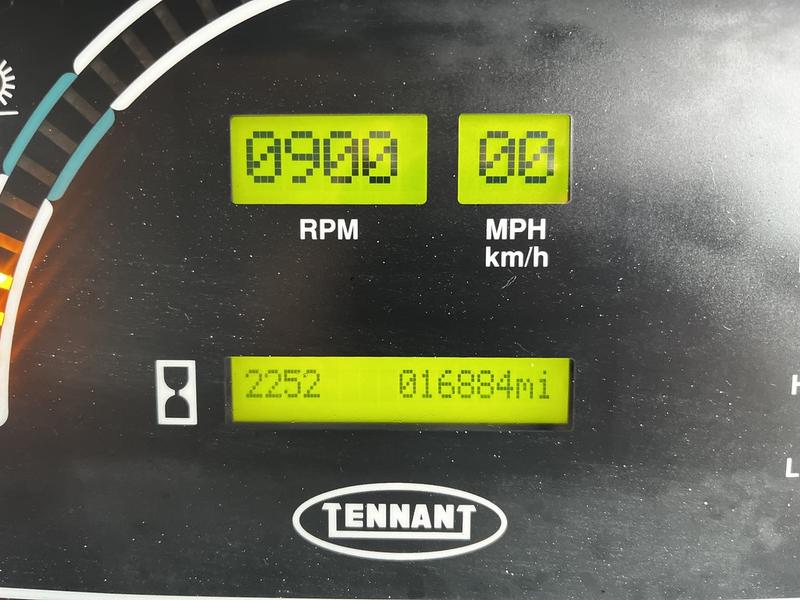 0900 00
RPM MPH
km/h
2252 016884mi
TENNANT
H
L